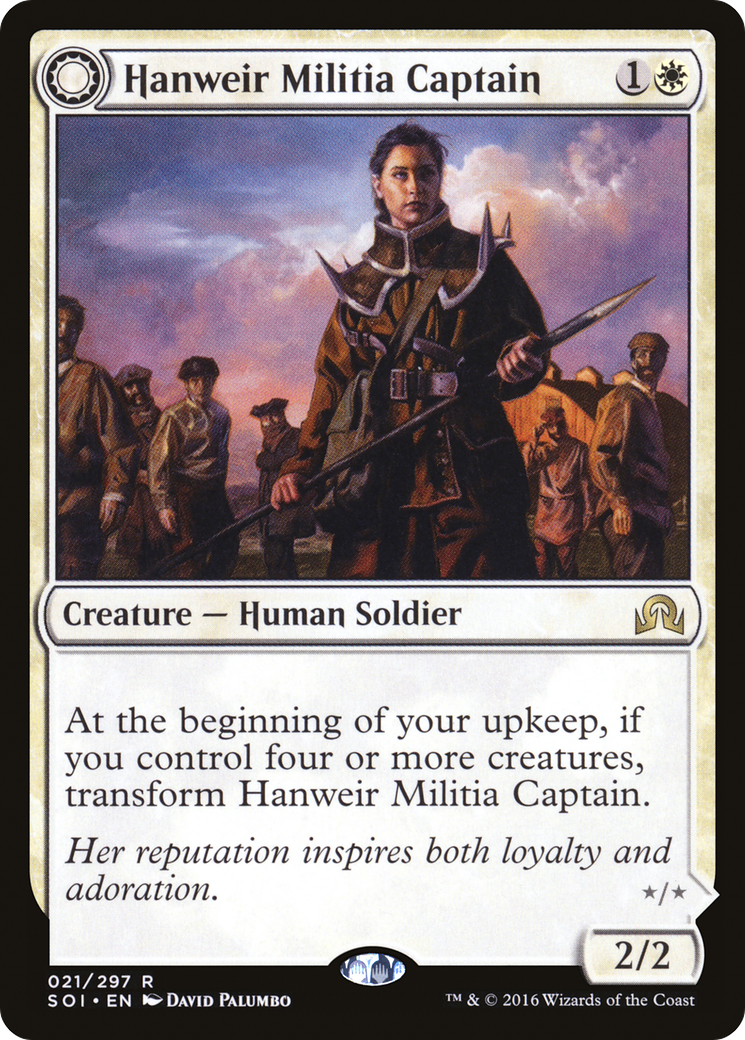 Hanweir Militia Captain 1
Creature — Human Soldier
At the beginning of your upkeep, if
you control four or more creatures,
transform Hanweir Militia Captain.
Her reputation inspires both loyalty and
adoration.
★/★
2/2
021/297 R
SOI • EN DAVID PALUMBO
™ & © 2016 Wizards of the Coast